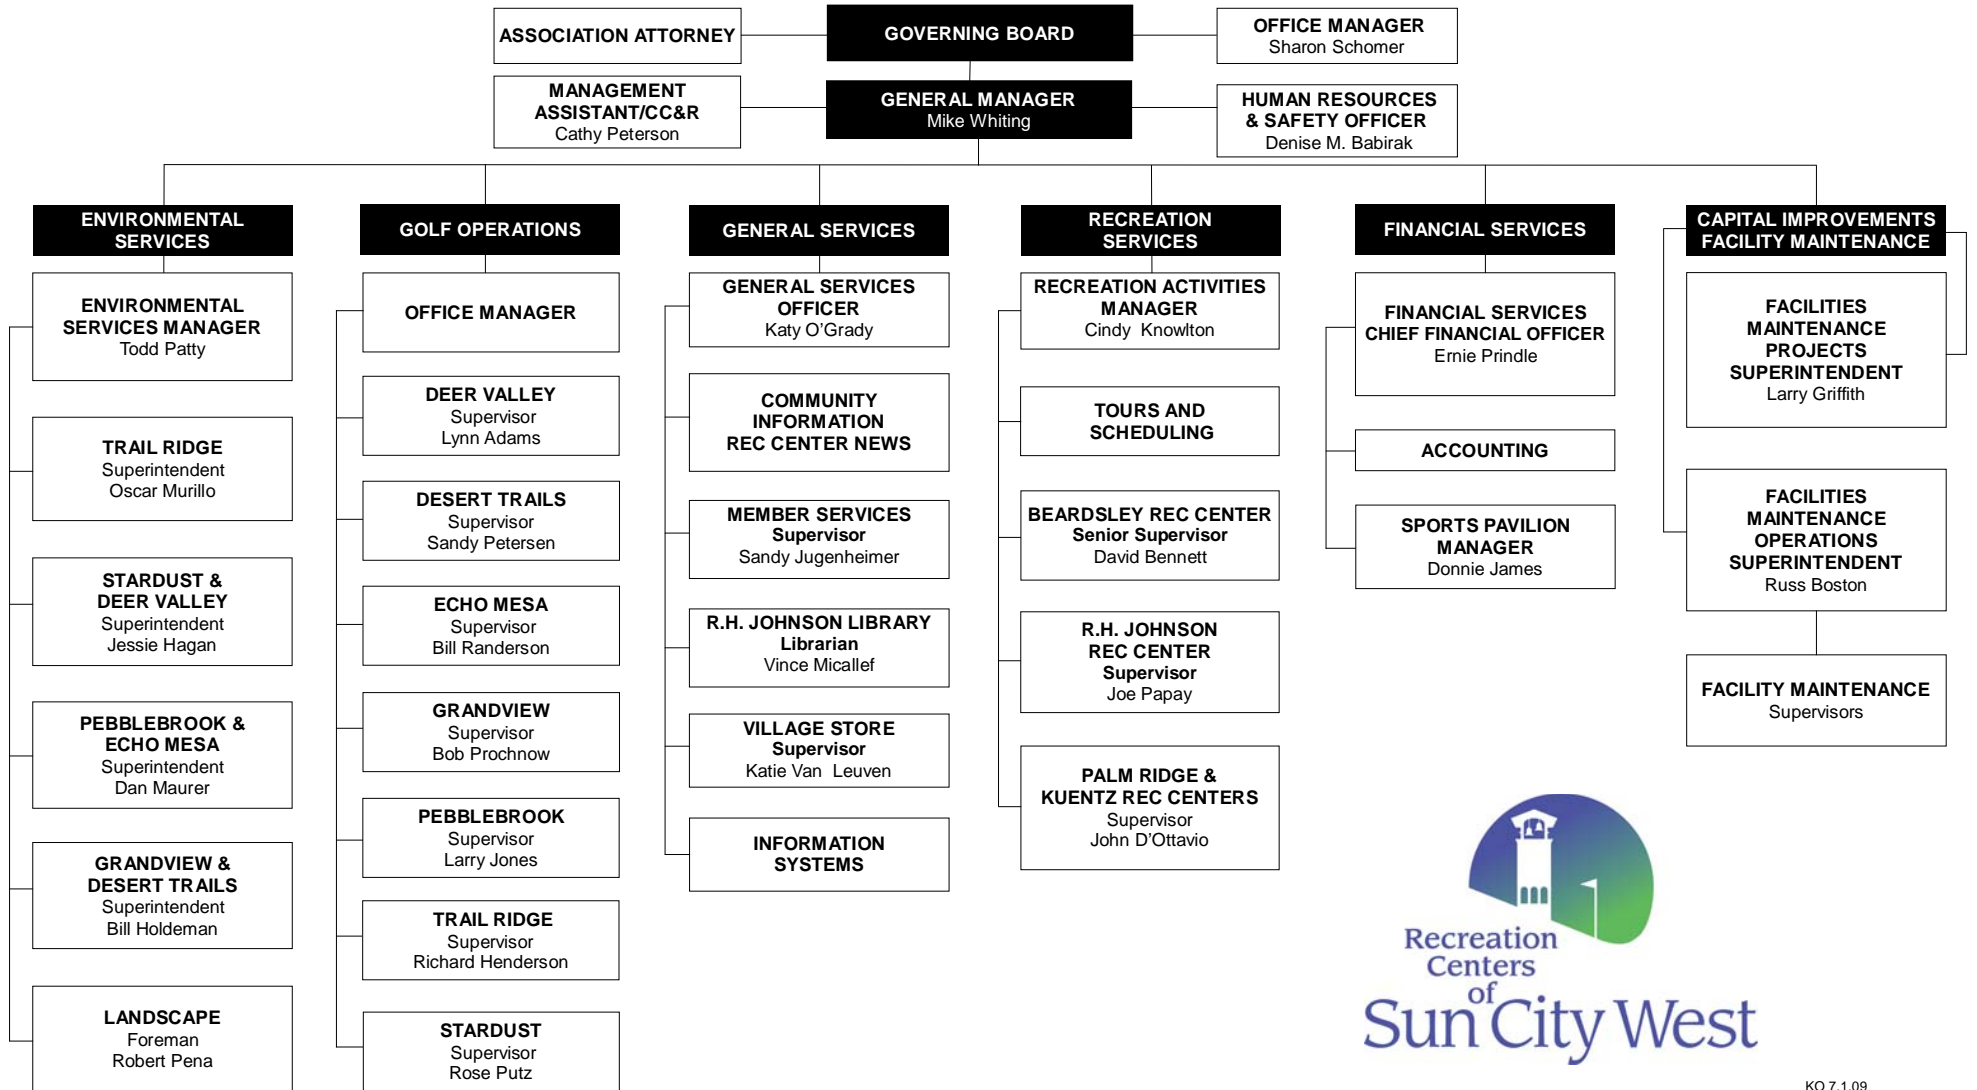 ASSOCIATION ATTORNEY
GOVERNING BOARD
OFFICE MANAGER
Sharon Schomer
MANAGEMENT
ASSISTANT/CC&R
Cathy Peterson
GENERAL MANAGER
Mike Whiting
HUMAN RESOURCES
& SAFETY OFFICER
Denise M. Babirak
ENVIRONMENTAL
SERVICES
ENVIRONMENTAL
SERVICES MANAGER
Todd Patty
TRAIL RIDGE
Superintendent
Oscar Murillo
STARDUST &
DEER VALLEY
Superintendent
Jessie Hagan
PEBBLEBROOK &
ECHO MESA
Superintendent
Dan Maurer
GRANDVIEW &
DESERT TRAILS
Superintendent
Bill Holdeman
LANDSCAPE
Foreman
Robert Pena
GOLF OPERATIONS
OFFICE MANAGER
DEER VALLEY
Supervisor
Lynn Adams
DESERT TRAILS
Supervisor
Sandy Petersen
ECHO MESA
Supervisor
Bill Randerson
GRANDVIEW
Supervisor
Bob Prochnow
PEBBLEBROOK
Supervisor
Larry Jones
TRAIL RIDGE
Supervisor
Richard Henderson
STARDUST
Supervisor
Rose Putz
GENERAL SERVICES
GENERAL SERVICES
OFFICER
Katy O’Grady
COMMUNITY
INFORMATION
REC CENTER NEWS
MEMBER SERVICES
Supervisor
Sandy Jugenheimer
R.H. JOHNSON LIBRARY
Librarian
Vince Micallef
VILLAGE STORE
Supervisor
Katie Van Leuven
INFORMATION
SYSTEMS
RECREATION
SERVICES
RECREATION ACTIVITIES
MANAGER
Cindy Knowlton
TOURS AND
SCHEDULING
BEARDSLEY REC CENTER
Senior Supervisor
David Bennett
R.H. JOHNSON
REC CENTER
Supervisor
Joe Papay
PALM RIDGE &
KUENTZ REC CENTERS
Supervisor
John D’Ottavio
FINANCIAL SERVICES
FINANCIAL SERVICES
CHIEF FINANCIAL OFFICER
Ernie Prindle
ACCOUNTING
SPORTS PAVILION
MANAGER
Donnie James
CAPITAL IMPROVEMENTS
FACILITY MAINTENANCE
FACILITIES
MAINTENANCE
PROJECTS
SUPERINTENDENT
Larry Griffith
FACILITIES
MAINTENANCE
OPERATIONS
SUPERINTENDENT
Russ Boston
FACILITY MAINTENANCE
Supervisors
Recreation
Centers
of
Sun City West
KO 7.1.09